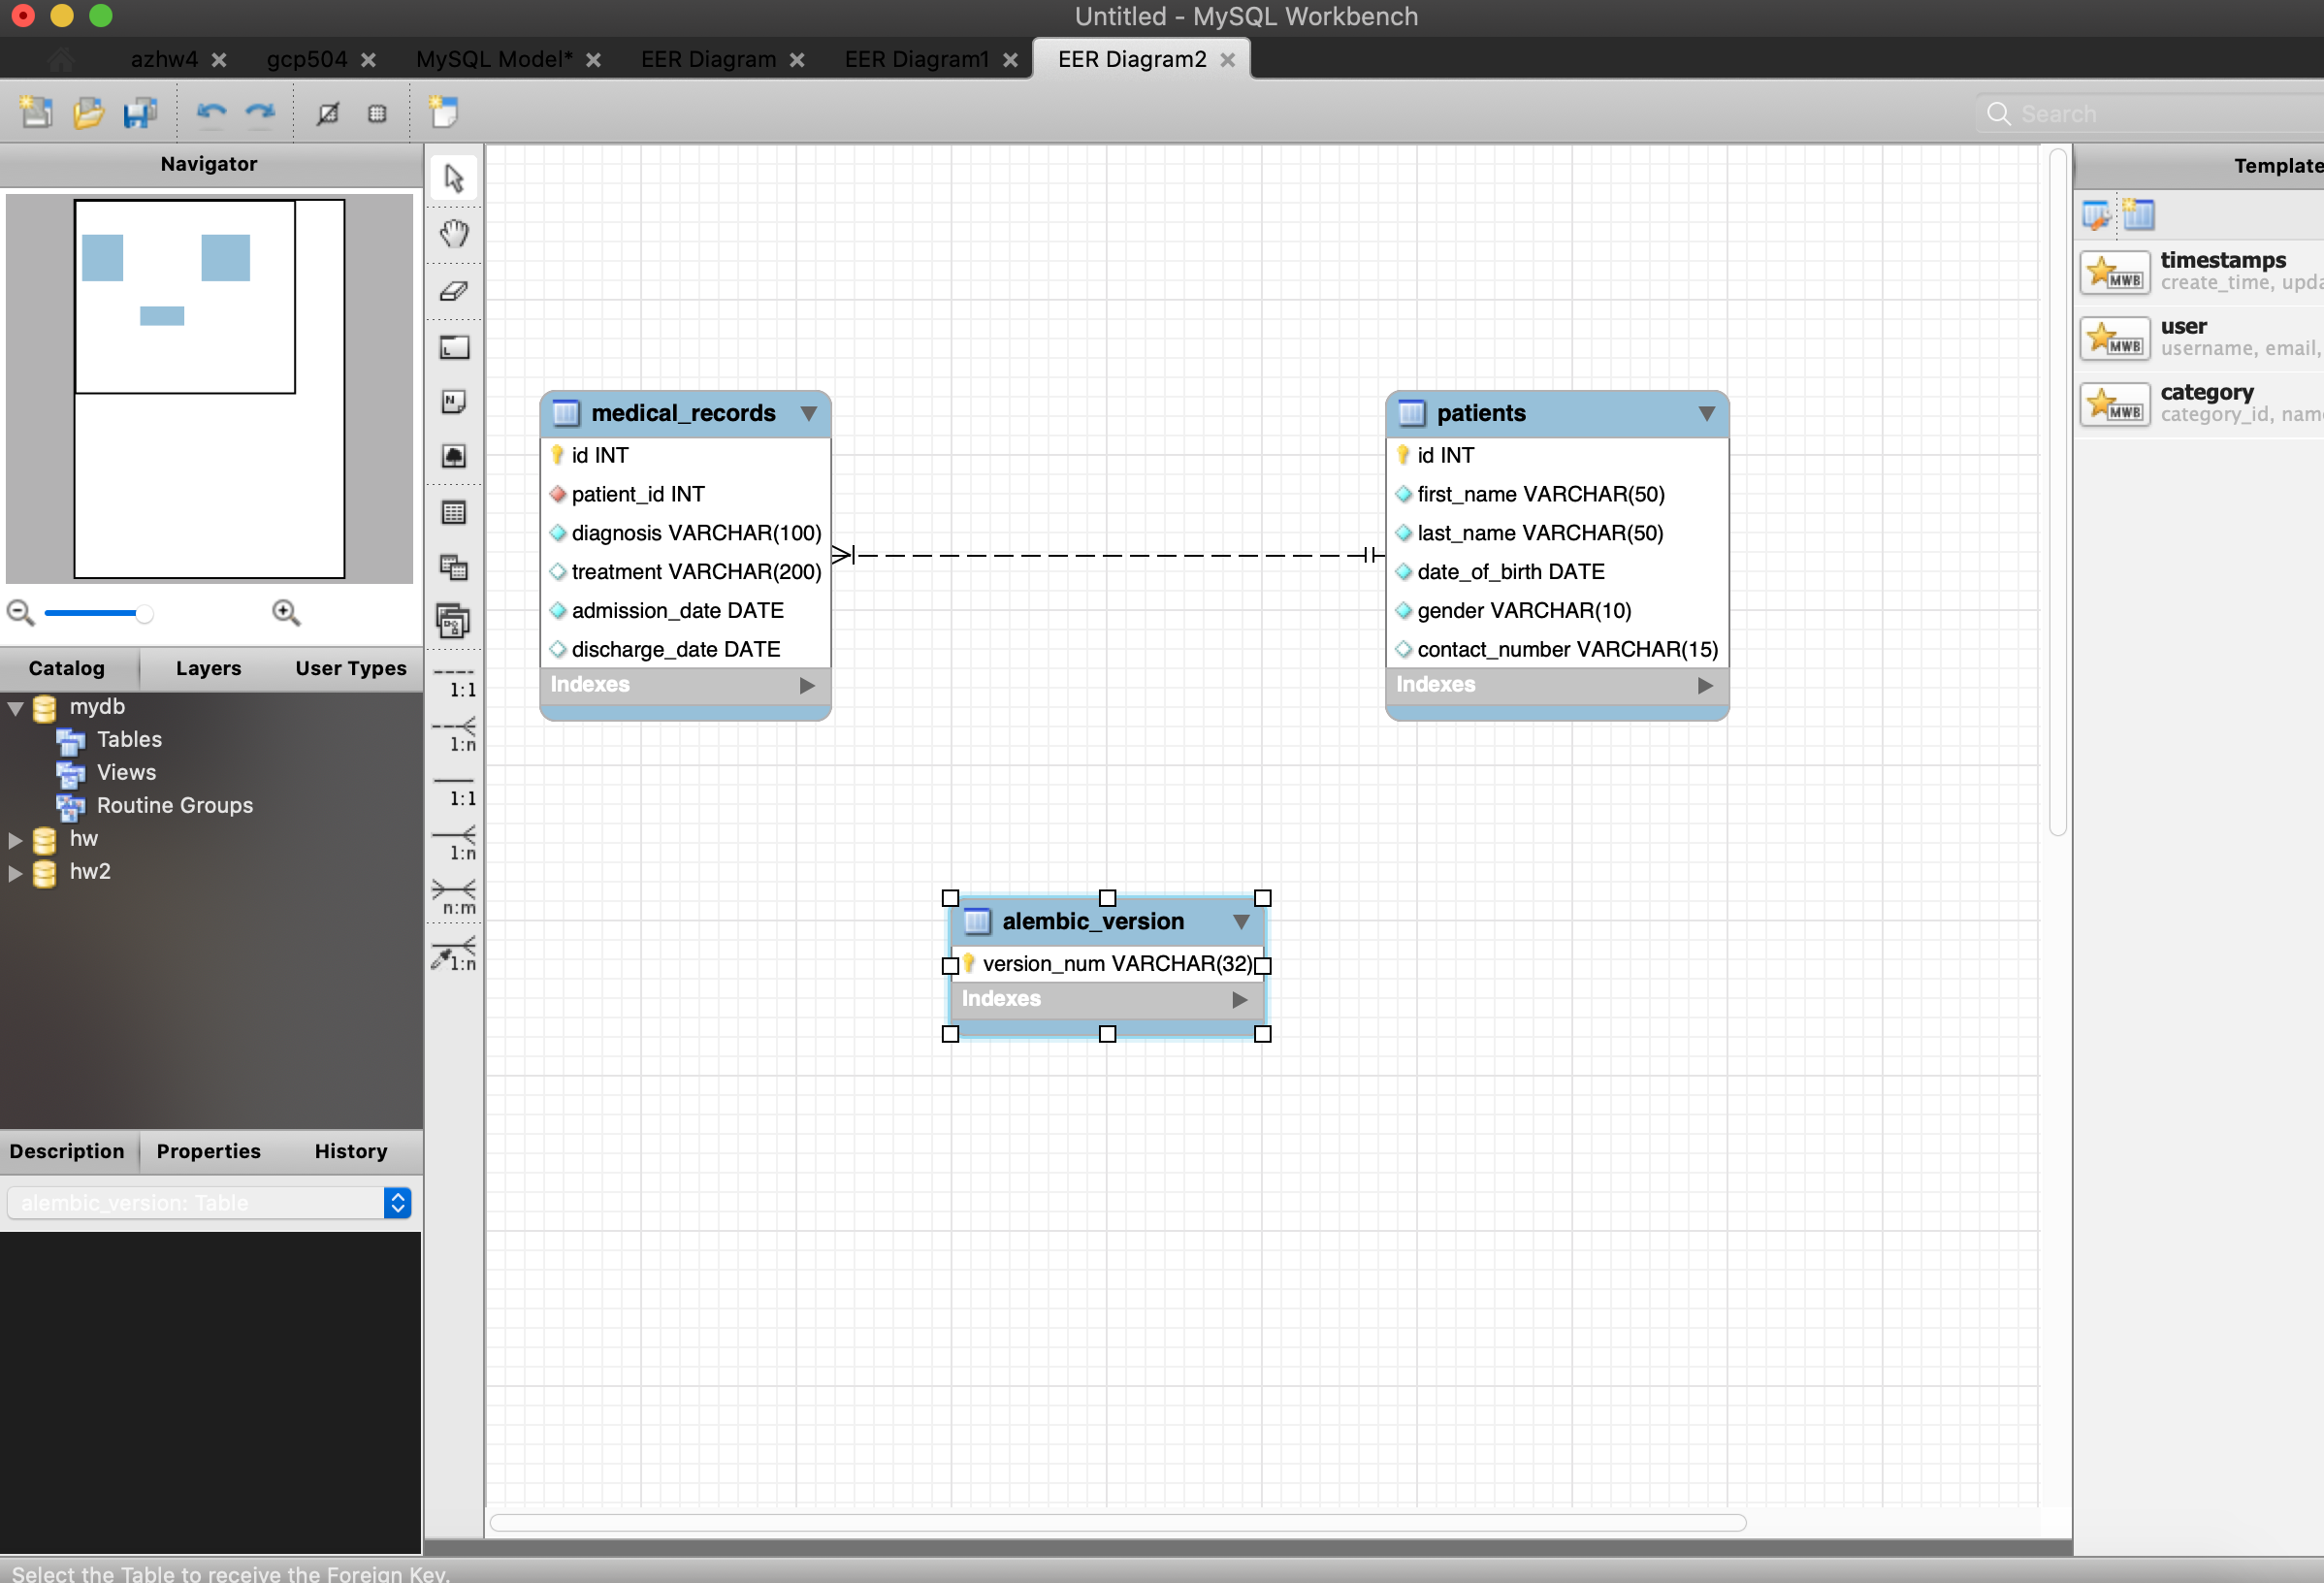 Untitled - MySQL Workbench
azhw4
gcp504
MySQL Model*
EER Diagram
EER Diagram1
EER Diagram2
Search
Navigator
Catalog
Layers
User Types
mydb
Tables
Views
Routine Groups
hw
hw2
Description
Properties
History
alembic_version: Table
N
1:1
1:n
1:1
1:n
n:m
1:n
medical_records
id INT
patient_id INT
diagnosis VARCHAR(100)
treatment VARCHAR(200)
admission_date DATE
discharge_date DATE
Indexes
patients
id INT
first_name VARCHAR(50)
last_name VARCHAR(50)
date_of_birth DATE
gender VARCHAR(10)
contact_number VARCHAR(15)
Indexes
alembic_version
version_num VARCHAR(32)
Indexes
Template
MWB
timestamps
create_time, upda
MWB
user
username, email,
MWB
category
category_id, nam
Select the Table to receive the Foreign Key.